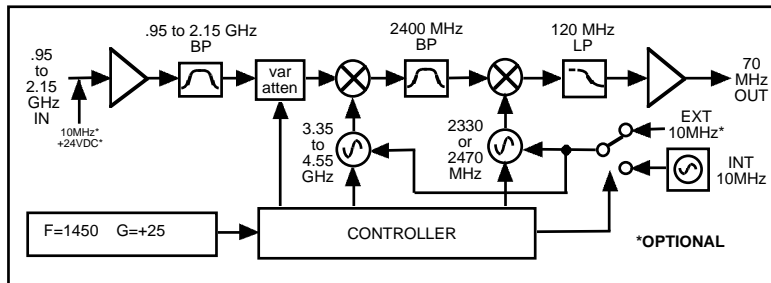 .95
to
2.15
GHz
IN
10MHz*
+24VDC*
.95 to 2.15 GHz
BP
var
atten
3.35
to
4.55
GHz
2400 MHz
BP
2330
or
2470
MHz
120 MHz
LP
70
MHz
OUT
EXT
10MHz*
INT
10MHz
F=1450 G=+25
CONTROLLER
*OPTIONAL